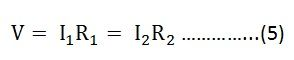 V = I₁R₁ = I₂R₂ ................(5)